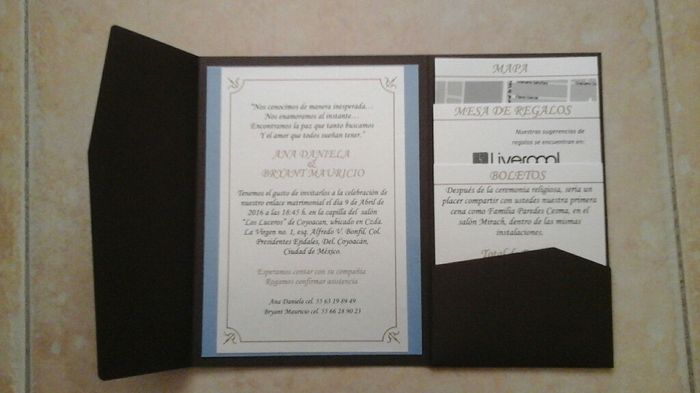 "Nos conocimos de manera inesperada...
Nos enamoramos al instante...
Encontramos la paz que tanto buscamos
Y el amor que todos sueñan tener."
ANA DANIELA
&
BRYANT MAURICIO
Tenemos el gusto de invitarlos a la celebración de
nuestro enlace matrimonial el día 9 de Abril de
2016 a las 18:45 h. en la capilla del salón
"Los Luceros" de Coyoacan, ubicado en Czda.
La Virgen no. 1, esq. Alfredo V. Bonfil, Col.
Presidentes Ejidales, Del. Coyoacán,
Ciudad de México.
Esperamos contar con su compañía
Rogamos confirmar asistencia
Ana Daniela cel. 55 63 19 89 49
Bryant Mauricio cel. 55 66 28 90 23
MAPA
MESA DE REGALOS
Nuestras sugerencias de
regalos se encuentran en:
Liverpool
BOLETOS
Después de la ceremonia religiosa, sería un
placer compartir con ustedes nuestra primera
cena como Familia Paredes Cesma, en el
salón Mirach, dentro de las mismas
instalaciones.